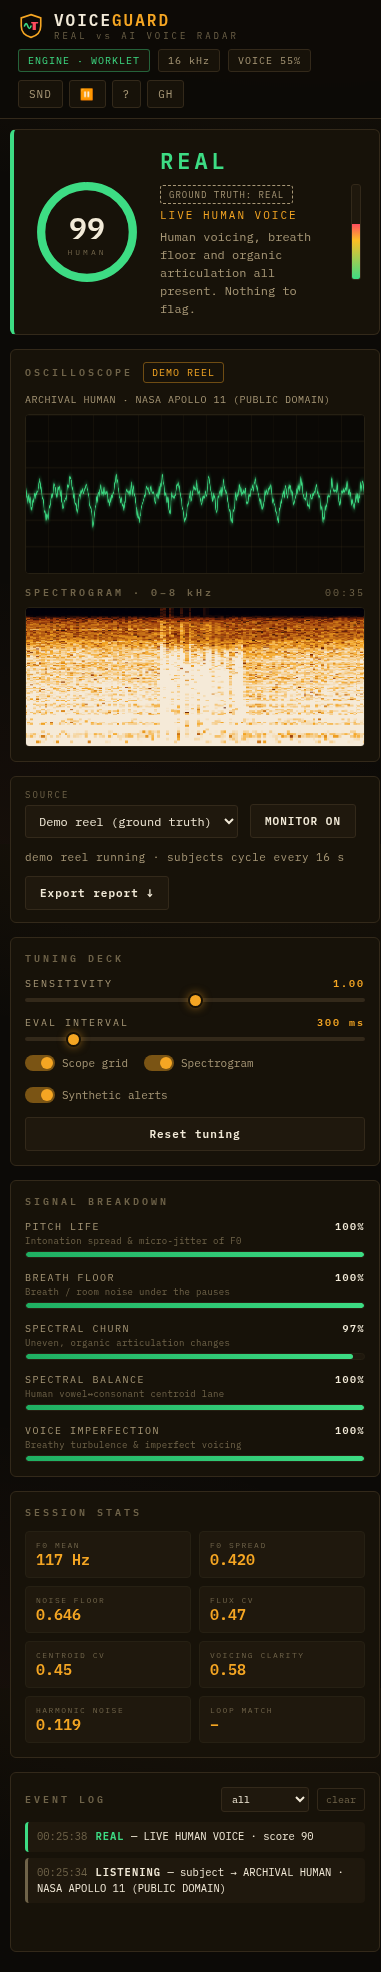 VOICEGUARD
REAL vs AI VOICE RADAR
ENGINE · WORKLET
16 kHz
VOICE 55%
SND
⏸
?
GH
REAL
99
HUMAN
GROUND TRUTH: REAL
LIVE HUMAN VOICE
Human voicing, breath
floor and organic
articulation all
present. Nothing to
flag.
OSCILLOSCOPE
DEMO REEL
ARCHIVAL HUMAN · NASA APOLLO 11 (PUBLIC DOMAIN)
SPECTROGRAM · 0–8 kHz
00:35
SOURCE
Demo reel (ground truth)
MONITOR ON
demo reel running · subjects cycle every 16 s
Export report ↓
TUNING DECK
SENSITIVITY 1.00
EVAL INTERVAL 300 ms
Scope grid
Spectrogram
Synthetic alerts
Reset tuning
SIGNAL BREAKDOWN
PITCH LIFE 100%
Intonation spread & micro-jitter of F0
BREATH FLOOR 100%
Breath / room noise under the pauses
SPECTRAL CHURN 97%
Uneven, organic articulation changes
SPECTRAL BALANCE 100%
Human vowel↔consonant centroid lane
VOICE IMPERFECTION 100%
Breathy turbulence & imperfect voicing
SESSION STATS
F0 MEAN
117 Hz
F0 SPREAD
0.420
NOISE FLOOR
0.646
FLUX CV
0.47
CENTROID CV
0.45
VOICING CLARITY
0.58
HARMONIC NOISE
0.119
LOOP MATCH
–
EVENT LOG
all
clear
00:25:38 REAL — LIVE HUMAN VOICE · score 90
00:25:34 LISTENING — subject → ARCHIVAL HUMAN ·
NASA APOLLO 11 (PUBLIC DOMAIN)